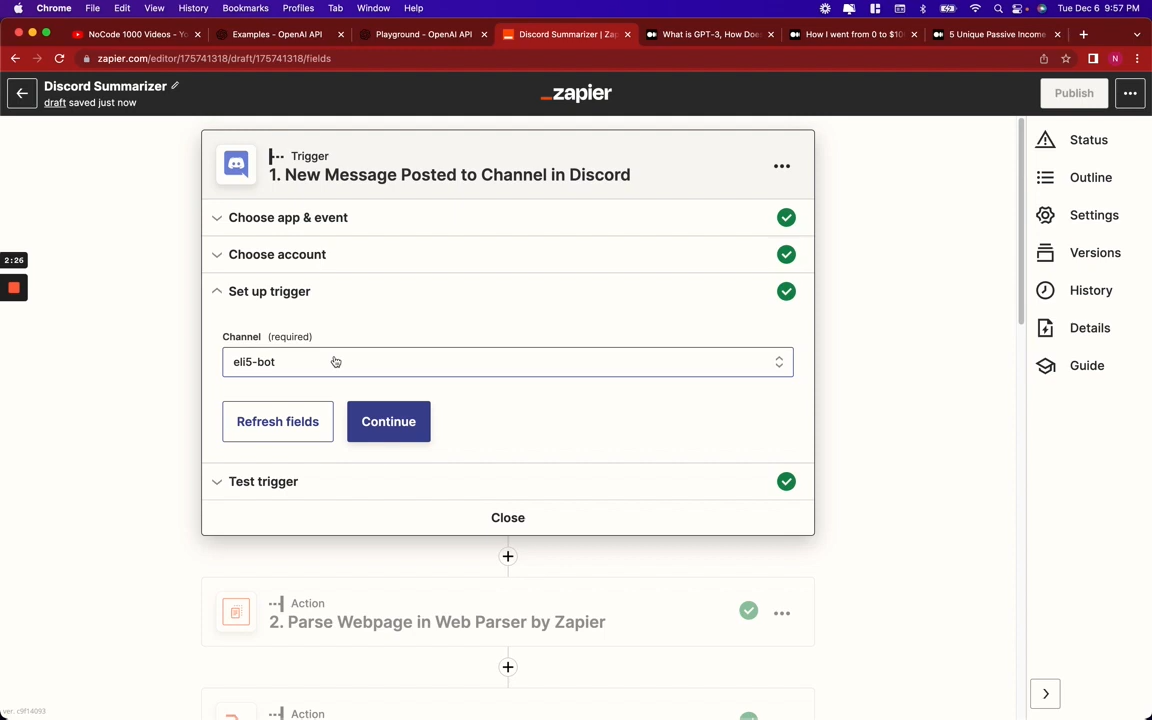 Chrome File Edit View History Bookmarks Profiles Tab Window Help Tue Dec 6 9:57 PM
NoCode 1000 Videos - Yo Examples - OpenAI API Playground - OpenAI API Discord Summarizer | Zap What is GPT-3, How Does How I went from 0 to $10 5 Unique Passive Income
zapier.com/editor/175741318/draft/175741318/fields N
Discord Summarizer
draft saved just now
zapier
Publish
Trigger
1. New Message Posted to Channel in Discord
Choose app & event
Choose account
Set up trigger
Channel (required)
eli5-bot
Refresh fields Continue
Test trigger
Close
Action
2. Parse Webpage in Web Parser by Zapier
Action
Status
Outline
Settings
Versions
History
Details
Guide
2:26
ver. c9f14093